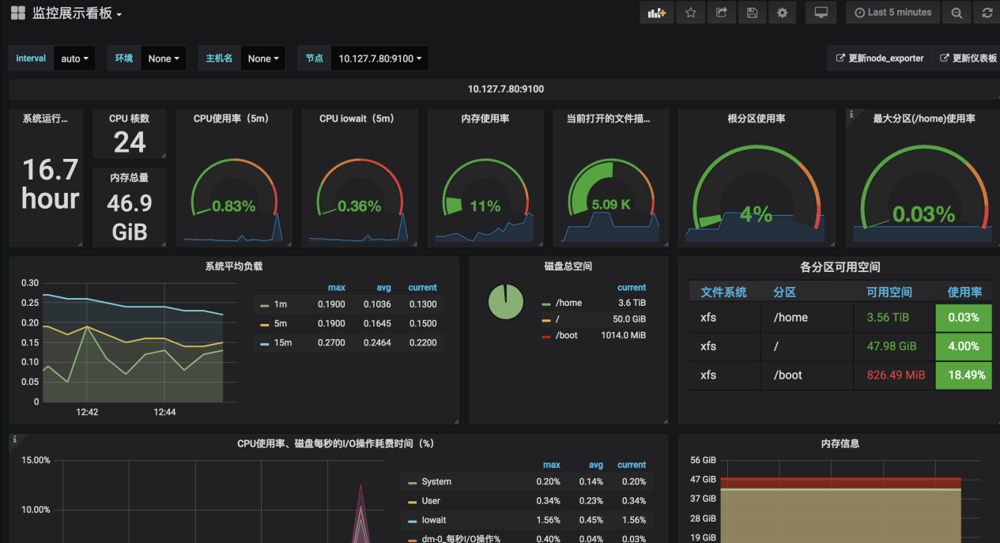 监控展示看板
Last 5 minutes
interval auto 环境 None 主机名 None 节点 10.127.7.80:9100 更新node_exporter 更新仪表板
10.127.7.80:9100
系统运行...
16.7
hour
CPU 核数
24
内存总量
46.9
GiB
CPU使用率（5m）
0.83%
CPU iowait（5m）
0.36%
内存使用率
11%
当前打开的文件描...
5.09 K
根分区使用率
4%
最大分区(/home)使用率
0.03%
系统平均负载
0.30
0.25
0.20
0.15
0.10
0.05
0
12:42 12:44
max avg current
1m 0.1900 0.1036 0.1300
5m 0.1900 0.1645 0.1500
15m 0.2700 0.2464 0.2200
磁盘总空间
current
/home 3.6 TiB
/ 50.0 GiB
/boot 1014.0 MiB
各分区可用空间
文件系统 分区 可用空间 使用率
xfs /home 3.56 TiB 0.03%
xfs / 47.98 GiB 4.00%
xfs /boot 826.49 MiB 18.49%
CPU使用率、磁盘每秒的I/O操作耗费时间（%）
15.00%
10.00%
max avg current
System 0.20% 0.14% 0.20%
User 0.34% 0.23% 0.34%
Iowait 1.56% 0.45% 1.56%
dm-0_每秒I/O操作% 0.40% 0.04% 0.03%
内存信息
56 GiB
47 GiB
37 GiB
28 GiB
19 GiB